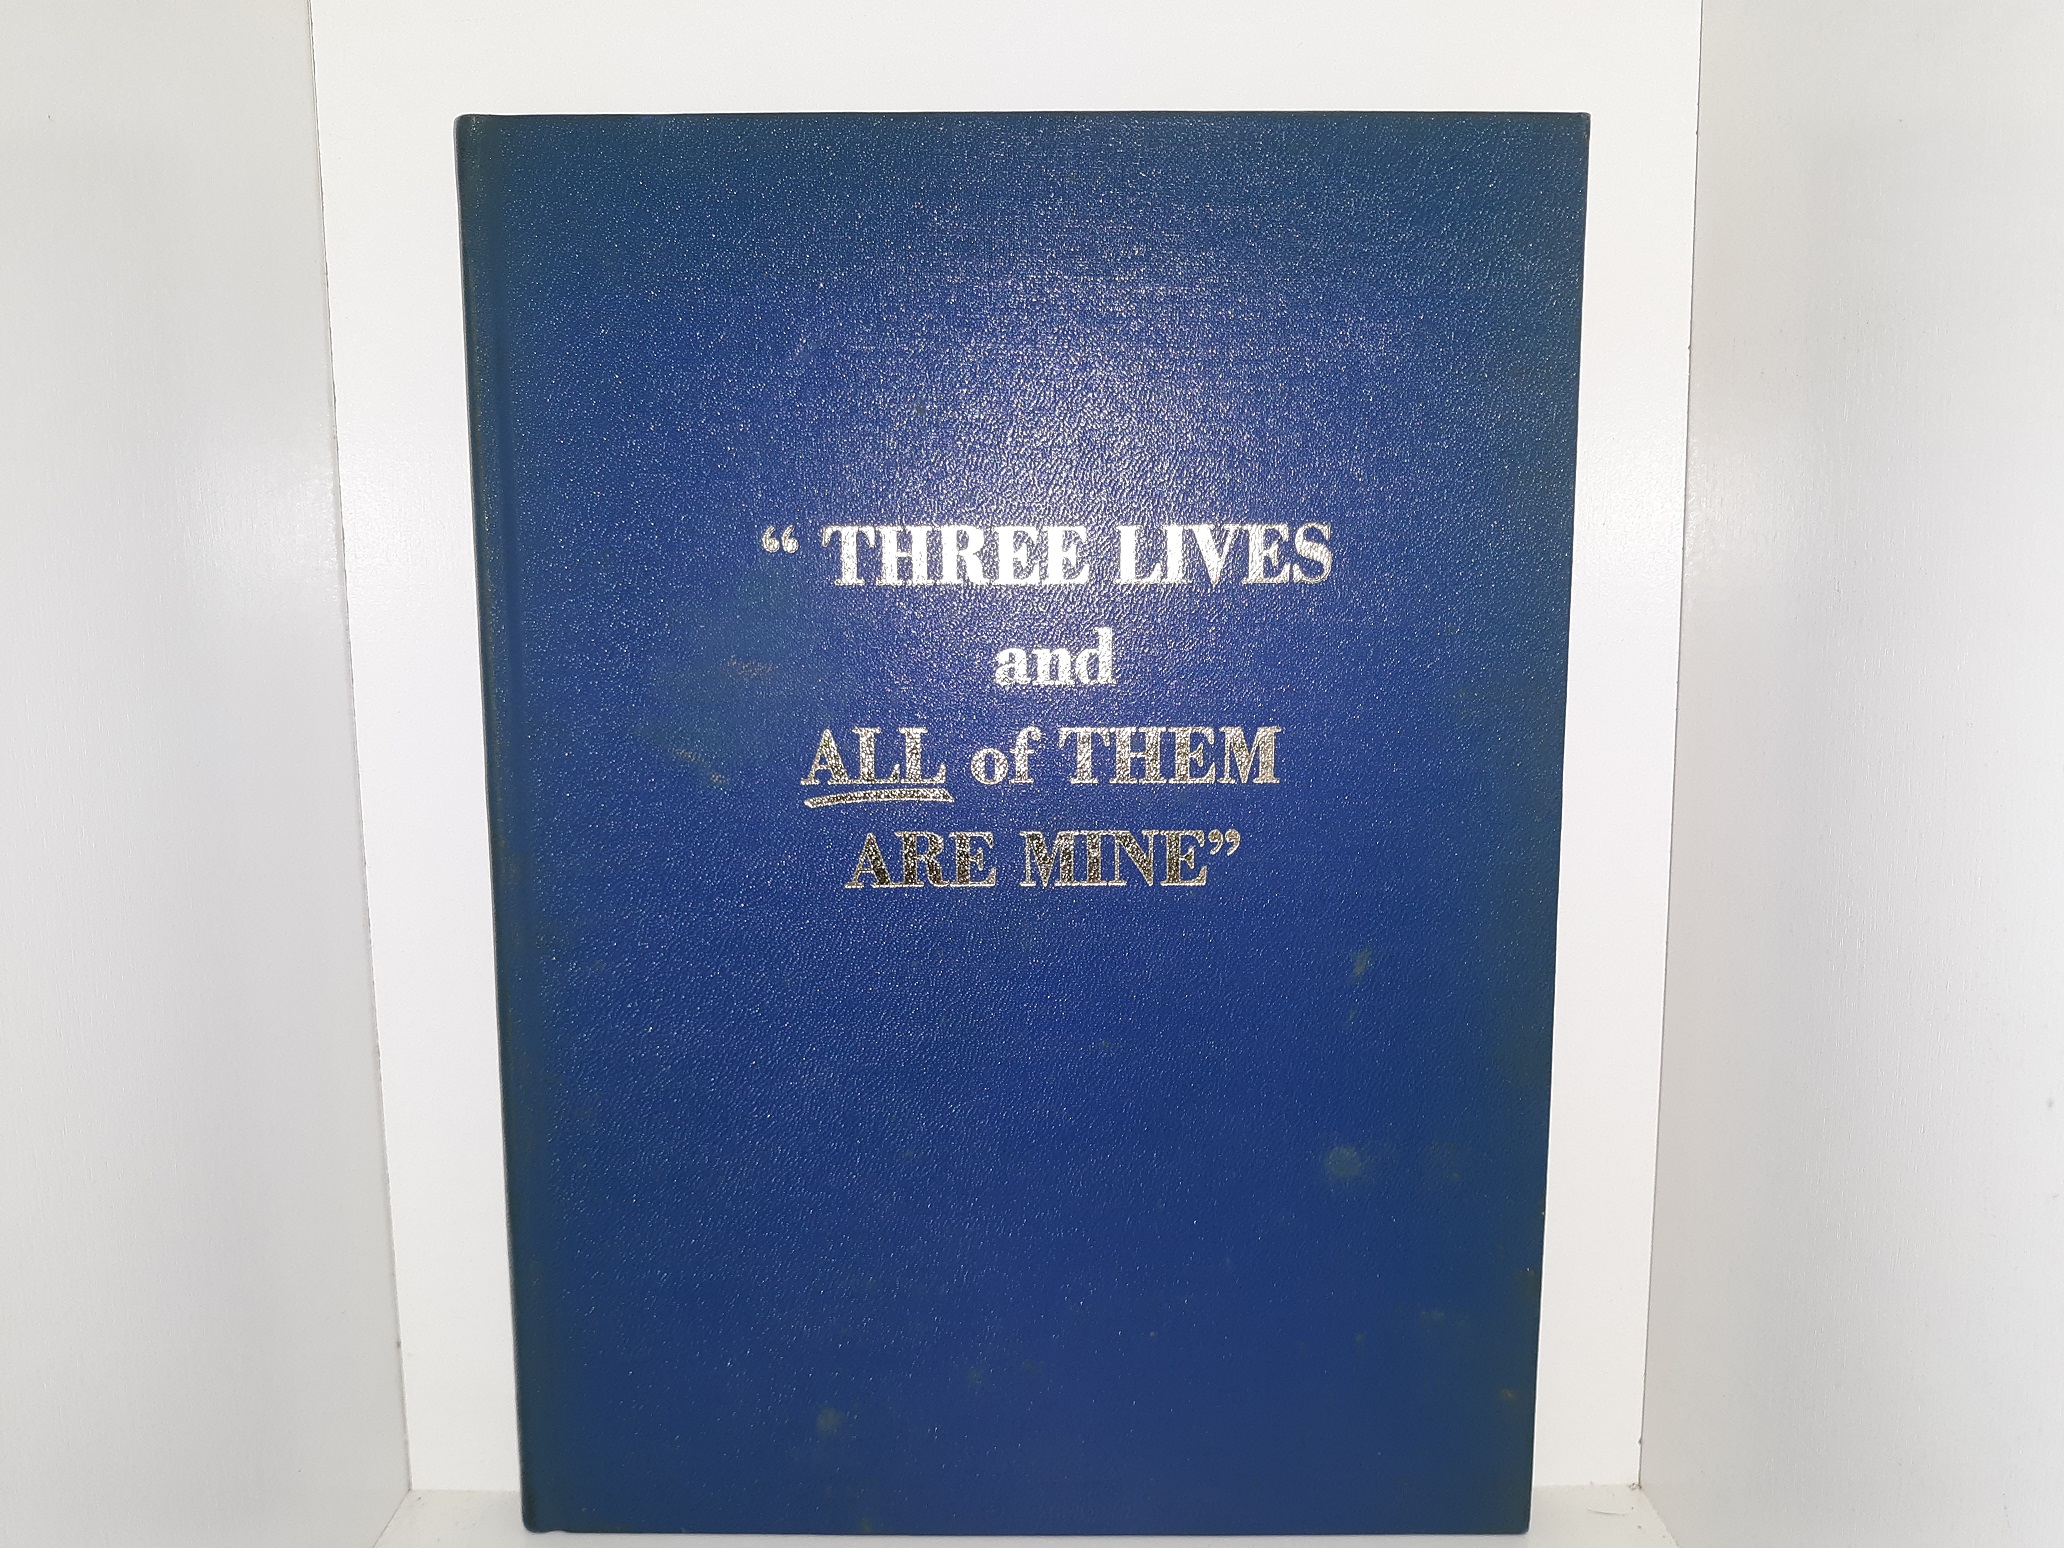 “ THREE LIVES
and
ALL of THEM
ARE MINE”